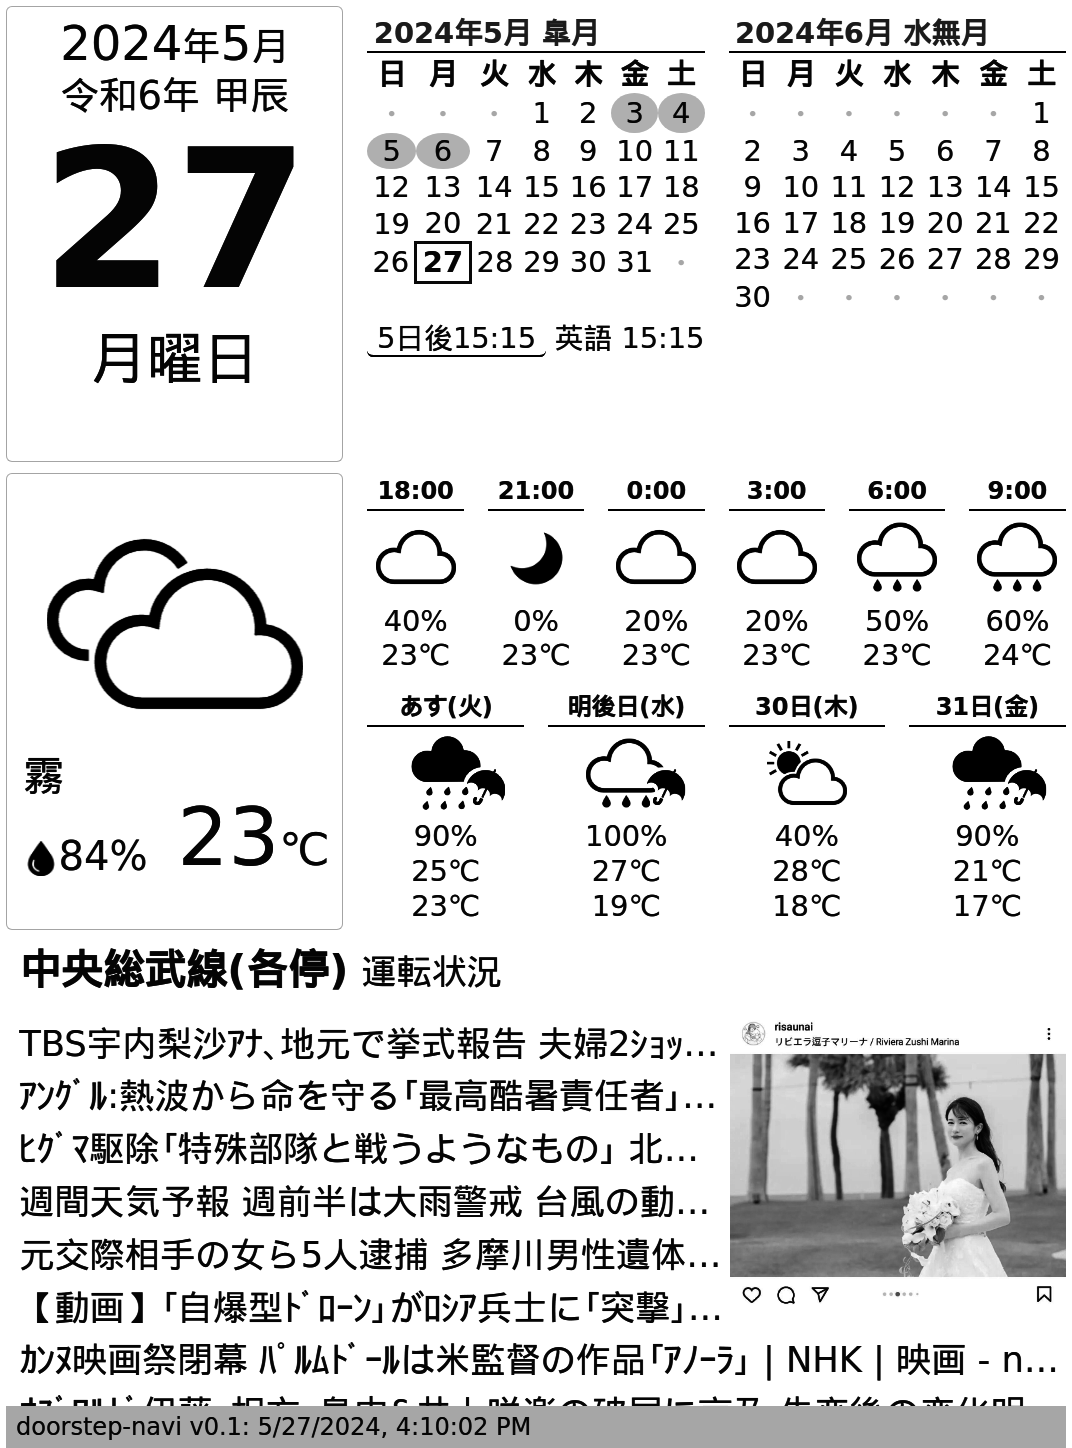 2024年5月
令和6年 甲辰
27
月曜日
2024年5月 皐月
日 月 火 水 木 金 土
・ ・ ・ 1 2 3 4
5 6 7 8 9 10 11
12 13 14 15 16 17 18
19 20 21 22 23 24 25
26 27 28 29 30 31 ・
2024年6月 水無月
日 月 火 水 木 金 土
・ ・ ・ ・ ・ ・ 1
2 3 4 5 6 7 8
9 10 11 12 13 14 15
16 17 18 19 20 21 22
23 24 25 26 27 28 29
30 ・ ・ ・ ・ ・ ・
5日後15:15 英語 15:15
霧
84% 23℃
18:00 21:00 0:00 3:00 6:00 9:00
40% 0% 20% 20% 50% 60%
23℃ 23℃ 23℃ 23℃ 23℃ 24℃
あす(火) 明後日(水) 30日(木) 31日(金)
90% 100% 40% 90%
25℃ 27℃ 28℃ 21℃
23℃ 19℃ 18℃ 17℃
中央総武線(各停) 運転状況
TBS宇内梨沙ｱﾅ､地元で挙式報告 夫婦2ｼｮｯ…
ｱﾝｸﾞﾙ:熱波から命を守る｢最高酷暑責任者｣…
ﾋｸﾞﾏ駆除｢特殊部隊と戦うようなもの｣ 北…
週間天気予報 週前半は大雨警戒 台風の動…
元交際相手の女ら5人逮捕 多摩川男性遺体…
【動画】｢自爆型ﾄﾞﾛｰﾝ｣がﾛｼｱ兵士に｢突撃｣…
ｶﾝﾇ映画祭閉幕 ﾊﾟﾙﾑﾄﾞｰﾙは米監督の作品｢ｱﾉｰﾗ｣ | NHK | 映画 - n…
risaunai
リビエラ逗子マリーナ / Riviera Zushi Marina
doorstep-navi v0.1: 5/27/2024, 4:10:02 PM